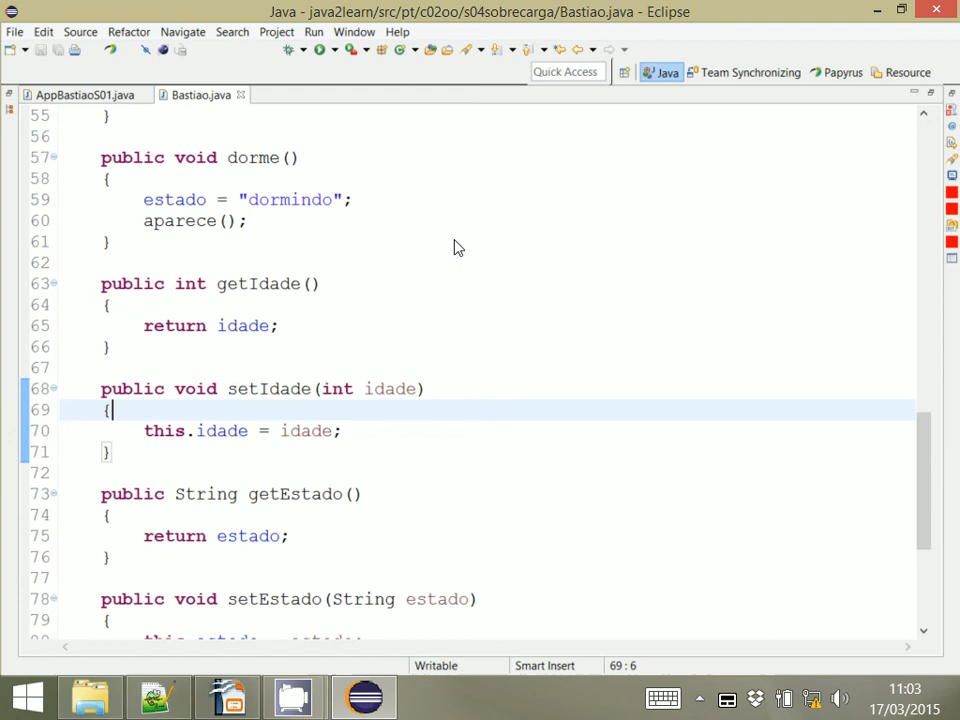 Java - java2learn/src/pt/c02oo/s04sobrecarga/Bastiao.java - Eclipse
File Edit Source Refactor Navigate Search Project Run Window Help
Quick Access Java Team Synchronizing Papyrus Resource
AppBastiaoS01.java Bastiao.java
55 }
56
57 public void dorme()
58 {
59 estado = "dormindo";
60 aparece();
61 }
62
63 public int getIdade()
64 {
65 return idade;
66 }
67
68 public void setIdade(int idade)
69 {
70 this.idade = idade;
71 }
72
73 public String getEstado()
74 {
75 return estado;
76 }
77
78 public void setEstado(String estado)
79 {
Writable Smart Insert 69 : 6
11:03
17/03/2015